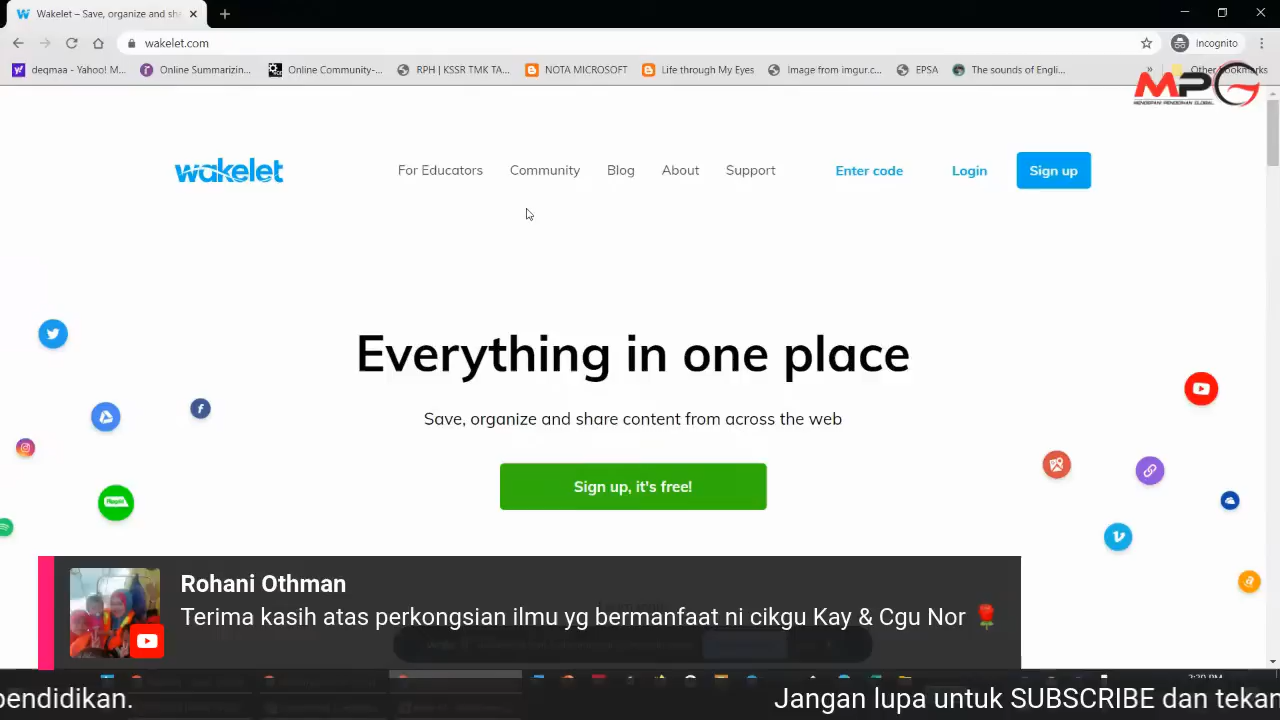 Wakelet – Save, organize and sh
wakelet.com
Incognito
deqmaa - Yahoo! M...
Online Summarizin...
Online Community-...
RPH | KSSR TMK Tn...
NOTA MICROSOFT
Life through My Eyes
Image from imgur.c...
EPSA
The sounds of Engli...
Other bookmarks
MPG
wakelet
For Educators
Community
Blog
About
Support
Enter code
Login
Sign up
Everything in one place
Save, organize and share content from across the web
Sign up, it's free!
Rohani Othman
Terima kasih atas perkongsian ilmu yg bermanfaat ni cikgu Kay & Cgu Nor 🌹
pendidikan.
Jangan lupa untuk SUBSCRIBE dan tekan